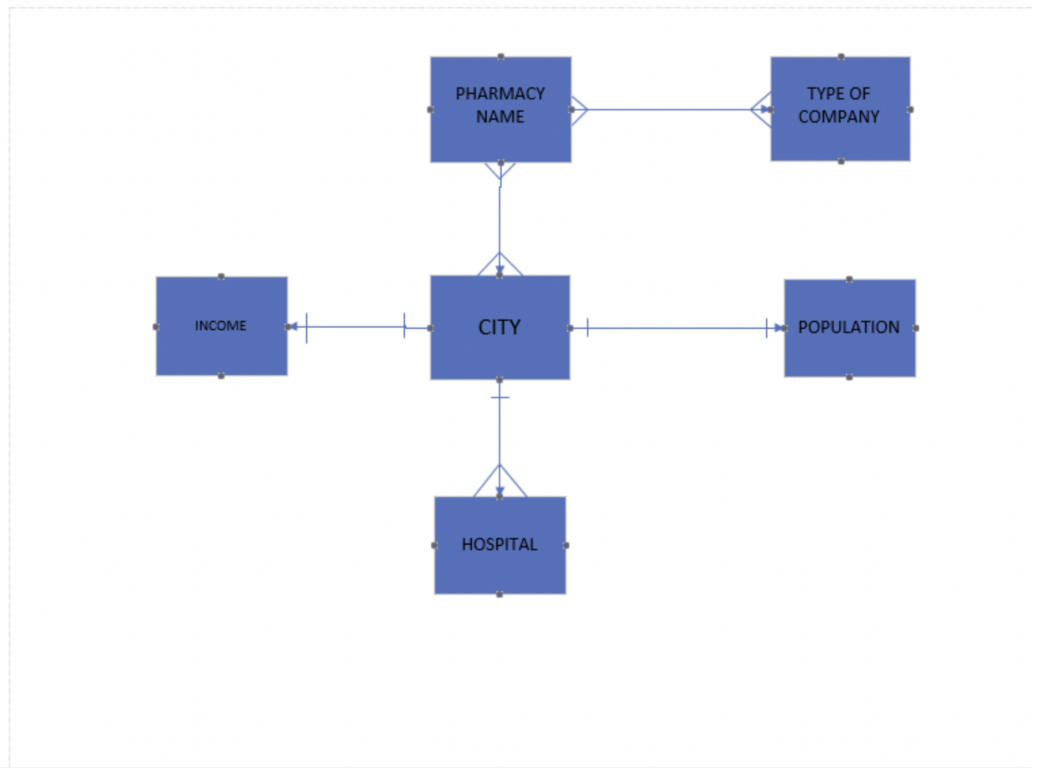 PHARMACY
NAME
TYPE OF
COMPANY
INCOME
CITY
POPULATION
HOSPITAL